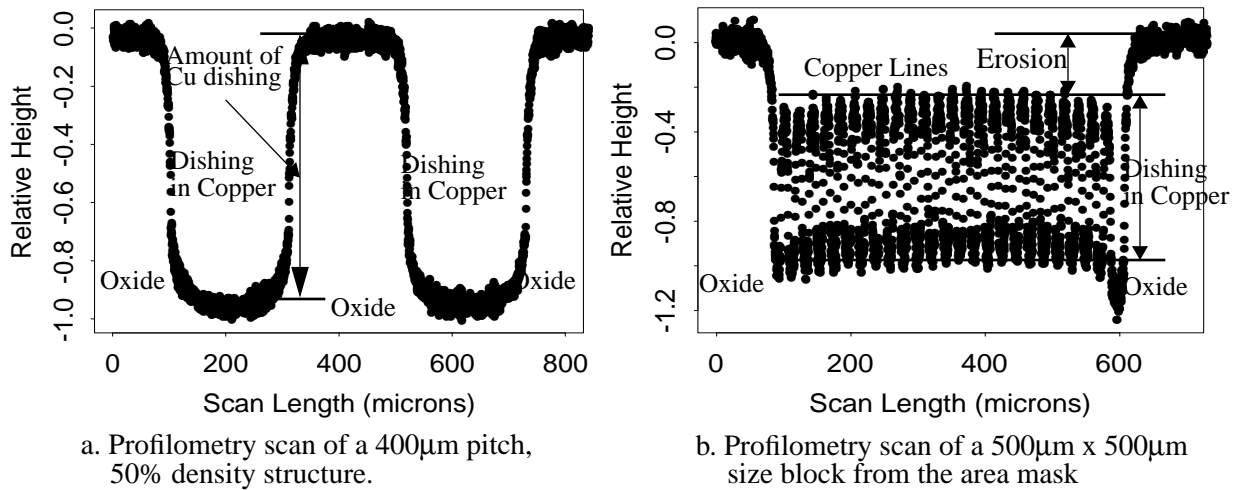 0.0
-0.2
-0.4
-0.6
-0.8
-1.0
Relative Height
Amount of
Cu dishing
Dishing
in Copper
Dishing
in Copper
Oxide
Oxide
Oxide
0 200 400 600 800
Scan Length (microns)
a. Profilometry scan of a 400μm pitch,
50% density structure.
0.0
-0.4
-0.8
-1.2
Relative Height
Copper Lines
Erosion
Dishing
in Copper
Oxide
Oxide
0 200 400 600
Scan Length (microns)
b. Profilometry scan of a 500μm x 500μm
size block from the area mask